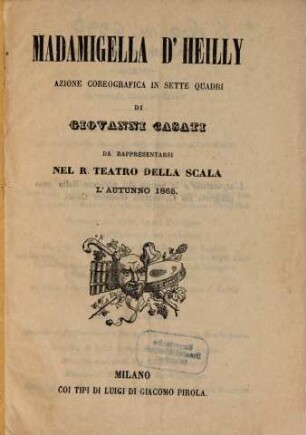 MADAMIGELLA D'HEILLY
AZIONE COREOGRAFICA IN SETTE QUADRI
DI
GIOVANNI CASATI
DA RAPPRESENTARSI
NEL R. TEATRO DELLA SCALA
L'AUTUNNO 1865.
MILANO
COI TIPI DI LUIGI DI GIACOMO PIROLA.